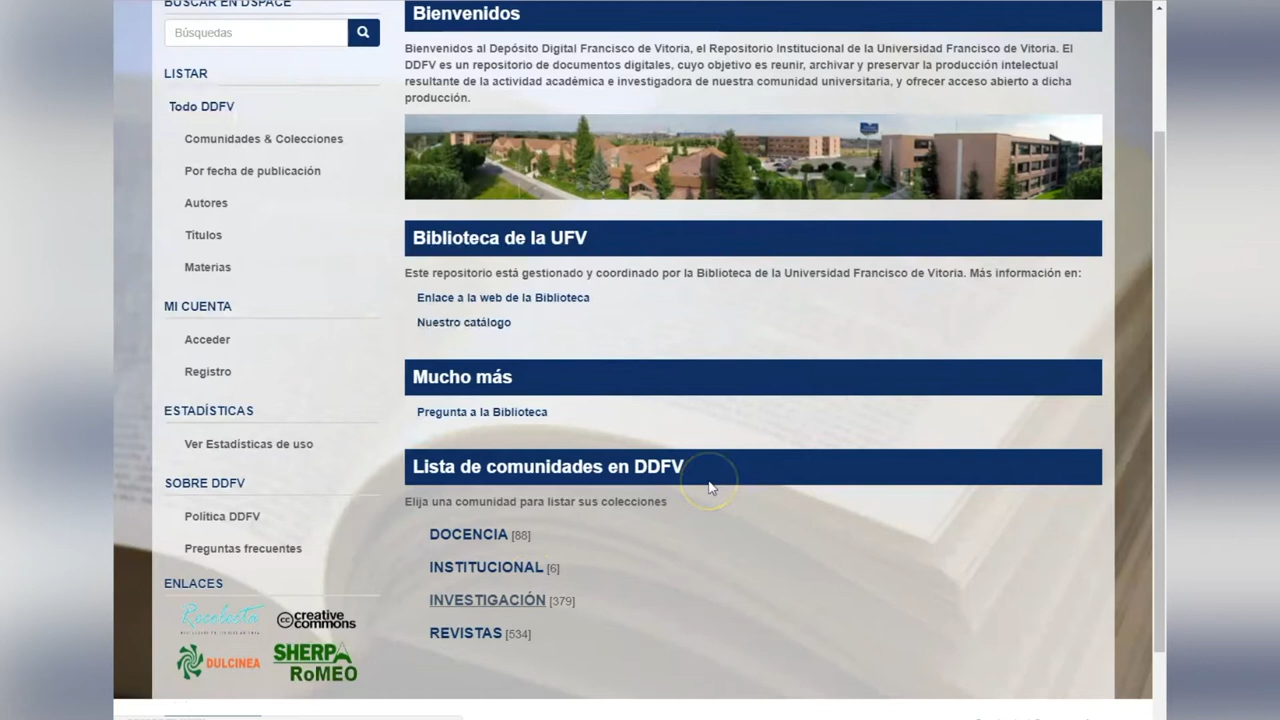 BUSCAR EN DSPACE
Búsquedas
LISTAR
Todo DDFV
Comunidades & Colecciones
Por fecha de publicación
Autores
Títulos
Materias
MI CUENTA
Acceder
Registro
ESTADÍSTICAS
Ver Estadísticas de uso
SOBRE DDFV
Política DDFV
Preguntas frecuentes
ENLACES
Recolecta
creative
commons
DULCINEA
SHERPA
RoMEO
Bienvenidos
Bienvenidos al Depósito Digital Francisco de Vitoria, el Repositorio Institucional de la Universidad Francisco de Vitoria. El
DDFV es un repositorio de documentos digitales, cuyo objetivo es reunir, archivar y preservar la producción intelectual
resultante de la actividad académica e investigadora de nuestra comunidad universitaria, y ofrecer acceso abierto a dicha
producción.
Biblioteca de la UFV
Este repositorio está gestionado y coordinado por la Biblioteca de la Universidad Francisco de Vitoria. Más información en:
Enlace a la web de la Biblioteca
Nuestro catálogo
Mucho más
Pregunta a la Biblioteca
Lista de comunidades en DDFV
Elija una comunidad para listar sus colecciones
DOCENCIA [88]
INSTITUCIONAL [6]
INVESTIGACIÓN [379]
REVISTAS [534]